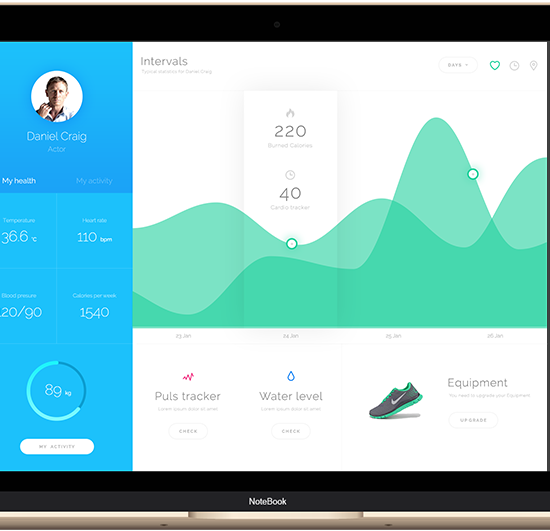 Intervals
Typical statistics for Daniel Craig
DAYS
Daniel Craig
Actor
My health
My activity
220
Burned Calories
40
Cardio tracker
Temperature
36.6 °C
Heart rate
110 bpm
Blood presure
120/90
Calories per week
1540
23 Jan
24 Jan
25 Jan
26 Jan
89 kg
MY ACTIVITY
Puls tracker
Lorem ipsum dolor sit amet
CHECK
Water level
Lorem ipsum dolor sit amet
CHECK
Equipment
You need to upgrade your Equipment
UPGRADE
NoteBook